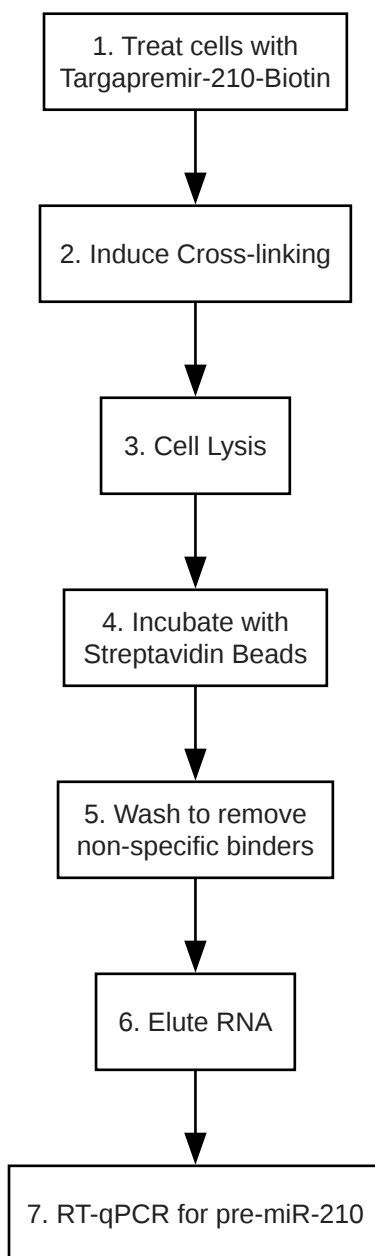 1. Treat cells with
Targapremir-210-Biotin
2. Induce Cross-linking
3. Cell Lysis
4. Incubate with
Streptavidin Beads
5. Wash to remove
non-specific binders
6. Elute RNA
7. RT-qPCR for pre-miR-210